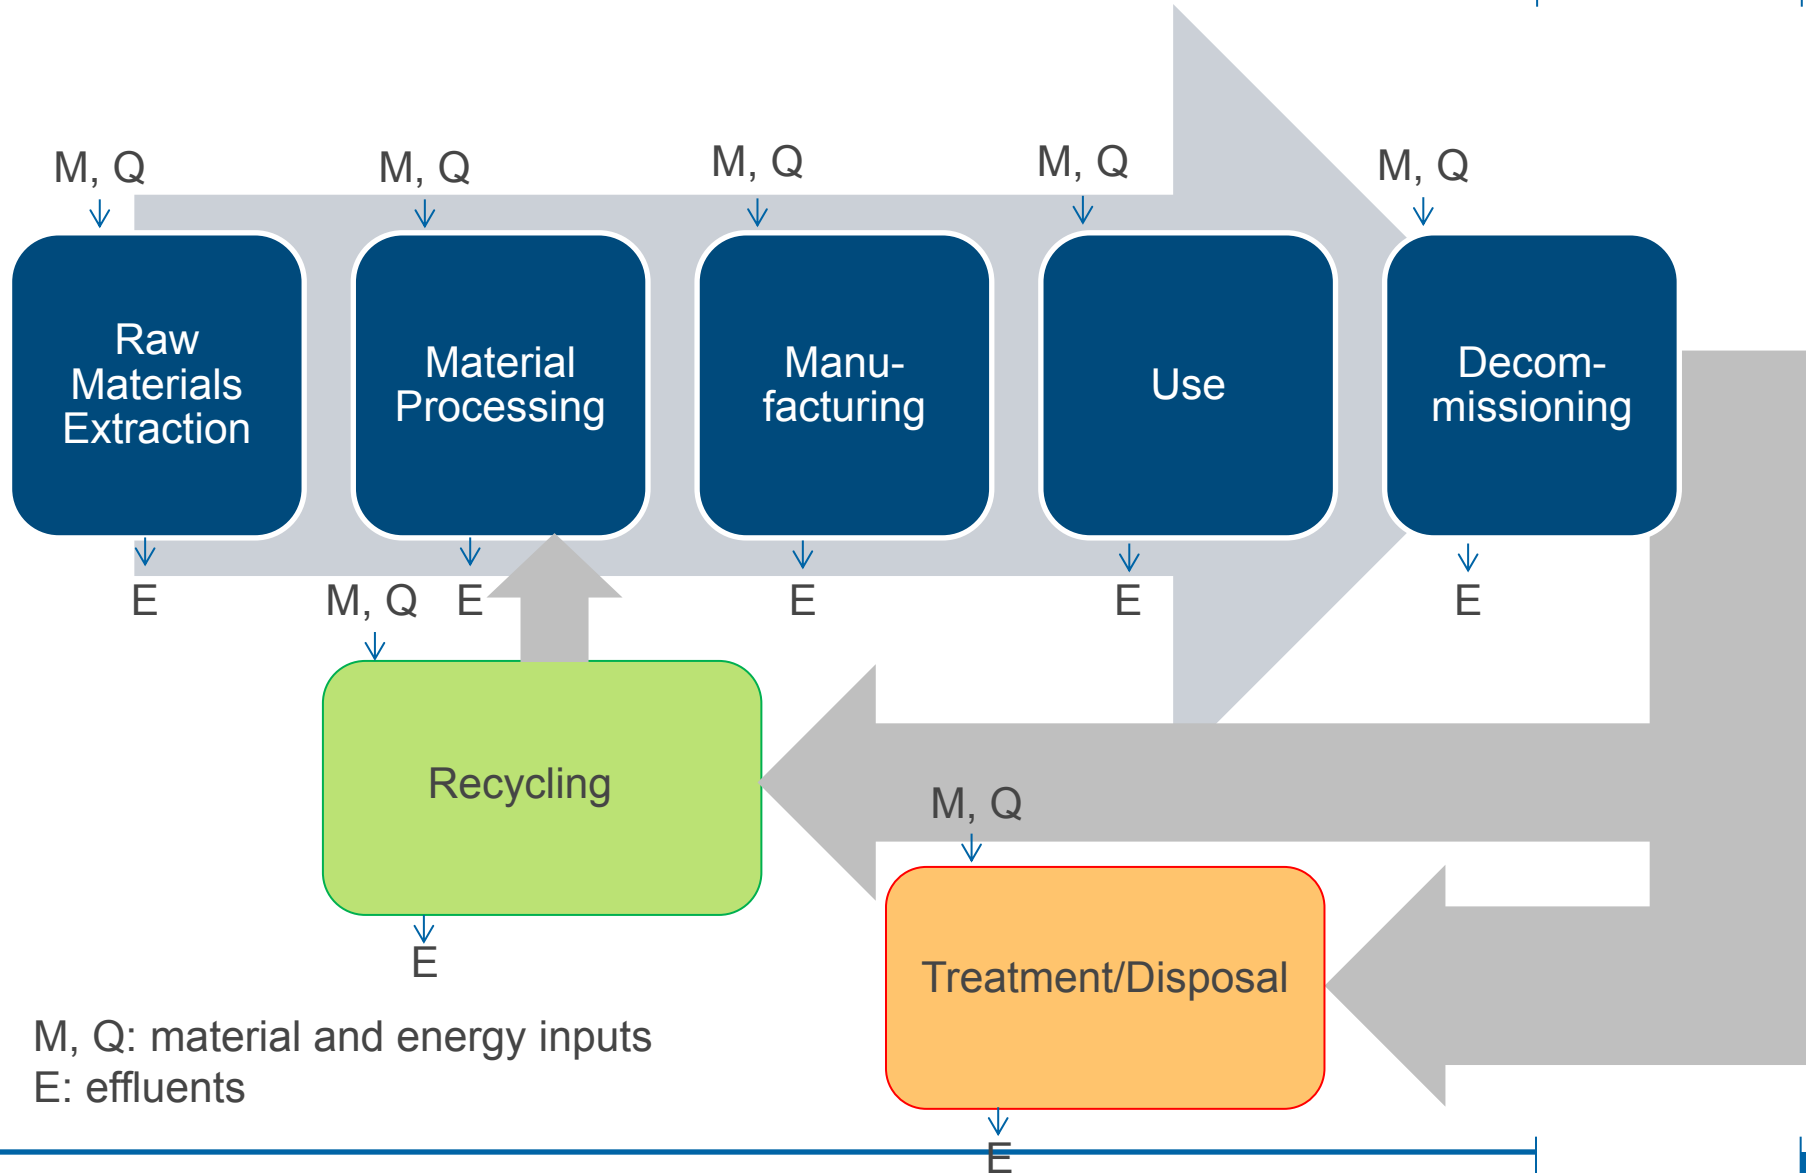 M, Q
M, Q
M, Q
M, Q
M, Q
Raw
Materials
Extraction
Material
Processing
Manu-
facturing
Use
Decom-
missioning
E
M, Q
E
E
E
E
Recycling
M, Q
E
Treatment/Disposal
M, Q: material and energy inputs
E: effluents
E